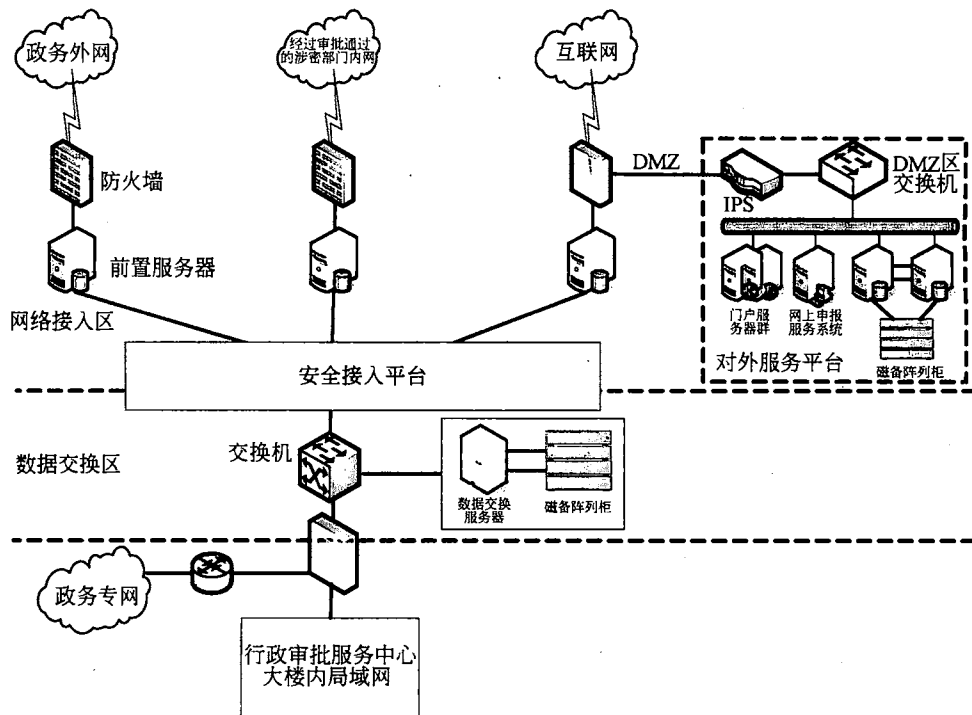 政务外网
经过审批通过
的涉密部门内网
互联网
防火墙
DMZ
DMZ区
交换机
IPS
前置服务器
网络接入区
门户服
务器群
网上申报
服务系统
磁备阵列柜
对外服务平台
安全接入平台
数据交换区
交换机
数据交换
服务器
磁备阵列柜
政务专网
行政审批服务中心
大楼内局域网